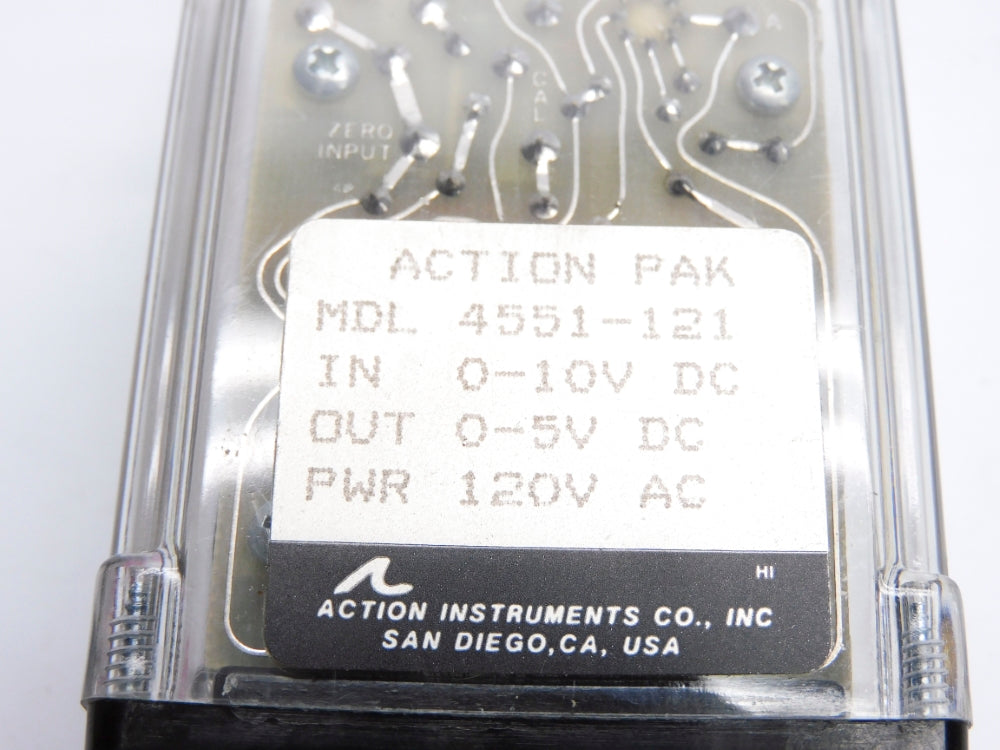 A
CAL
ZERO
INPUT
ACTION PAK
MDL 4551-121
IN 0-10V DC
OUT 0-5V DC
PWR 120V AC
HI
ACTION INSTRUMENTS CO., INC
SAN DIEGO,CA, USA